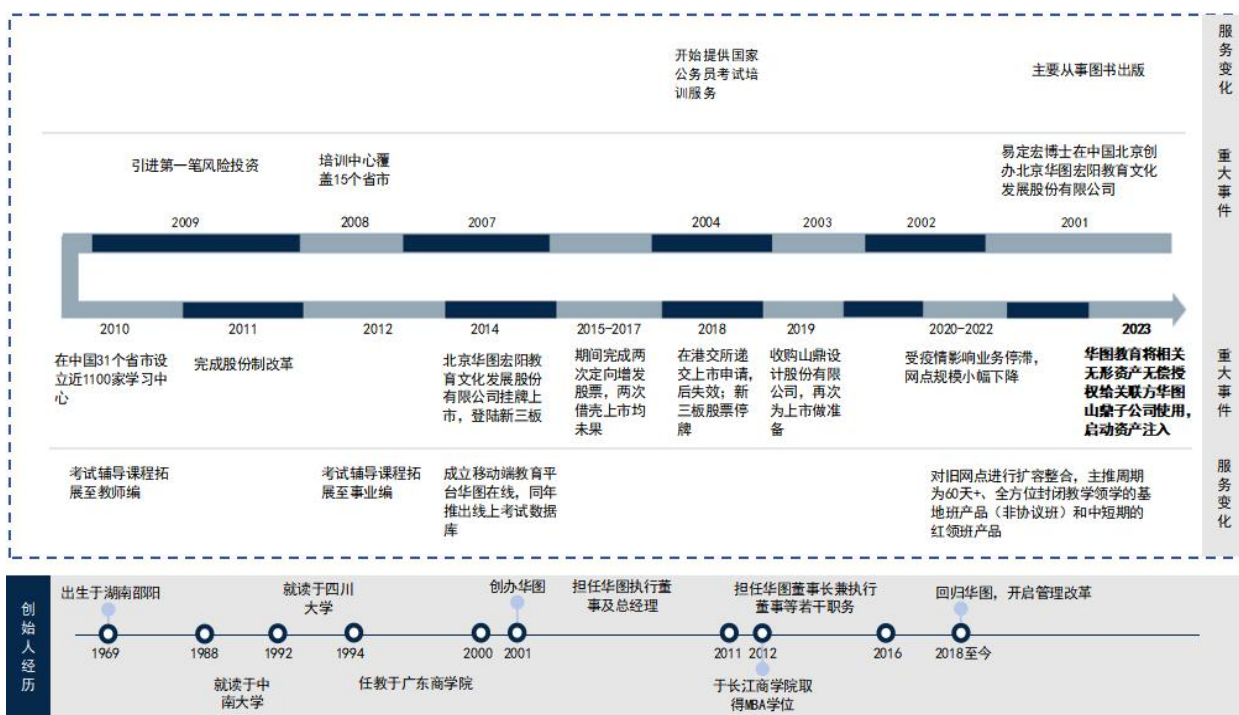 服务变化
开始提供国家
公务员考试培
训服务
主要从事图书出版
重大事件
引进第一笔风险投资
培训中心覆
盖15个省市
易定宏博士在中国北京创
办北京华图宏阳教育文化
发展股份有限公司
2009
2008
2007
2004
2003
2002
2001
2010
2011
2012
2014
2015-2017
2018
2019
2020-2022
2023
重大事件
在中国31个省市设
立近1100家学习中
心
完成股份制改革
北京华图宏阳教
育文化发展股份
有限公司挂牌上
市，登陆新三板
期间完成两
次定向增发
股票，两次
借壳上市均
未果
在港交所递
交上市申请，
后失效；新
三板股票停
牌
收购山鼎设
计股份有限
公司，再次
为上市做准
备
受疫情影响业务停滞，
网点规模小幅下降
华图教育将相关
无形资产无偿授
权给关联方华图
山鼎子公司使用，
启动资产注入
服务变化
考试辅导课程拓
展至教师编
考试辅导课程拓
展至事业编
成立移动端教育平
台华图在线，同年
推出线上考试数据
库
对旧网点进行扩容整合，主推周期
为60天+、全方位封闭教学领学的基
地班产品（非协议班）和中短期的
红领班产品
创始人经历
出生于湖南邵阳
就读于四川
大学
创办华图
担任华图执行董
事及总经理
担任华图董事长兼执行
董事等若干职务
回归华图，开启管理改革
1969
1988
1992
1994
2000
2001
2011
2012
2016
2018至今
就读于中
南大学
任教于广东商学院
于长江商学院取
得MBA学位